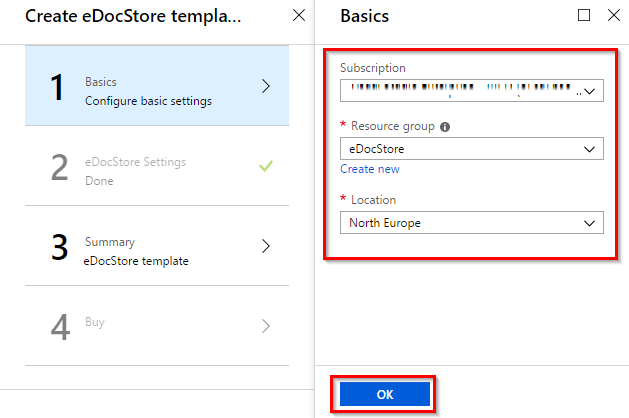 Create eDocStore templa...
1
Basics
Configure basic settings
2
eDocStore Settings
Done
3
Summary
eDocStore template
4
Buy
Basics
Subscription
...
* Resource group
eDocStore
Create new
* Location
North Europe
OK